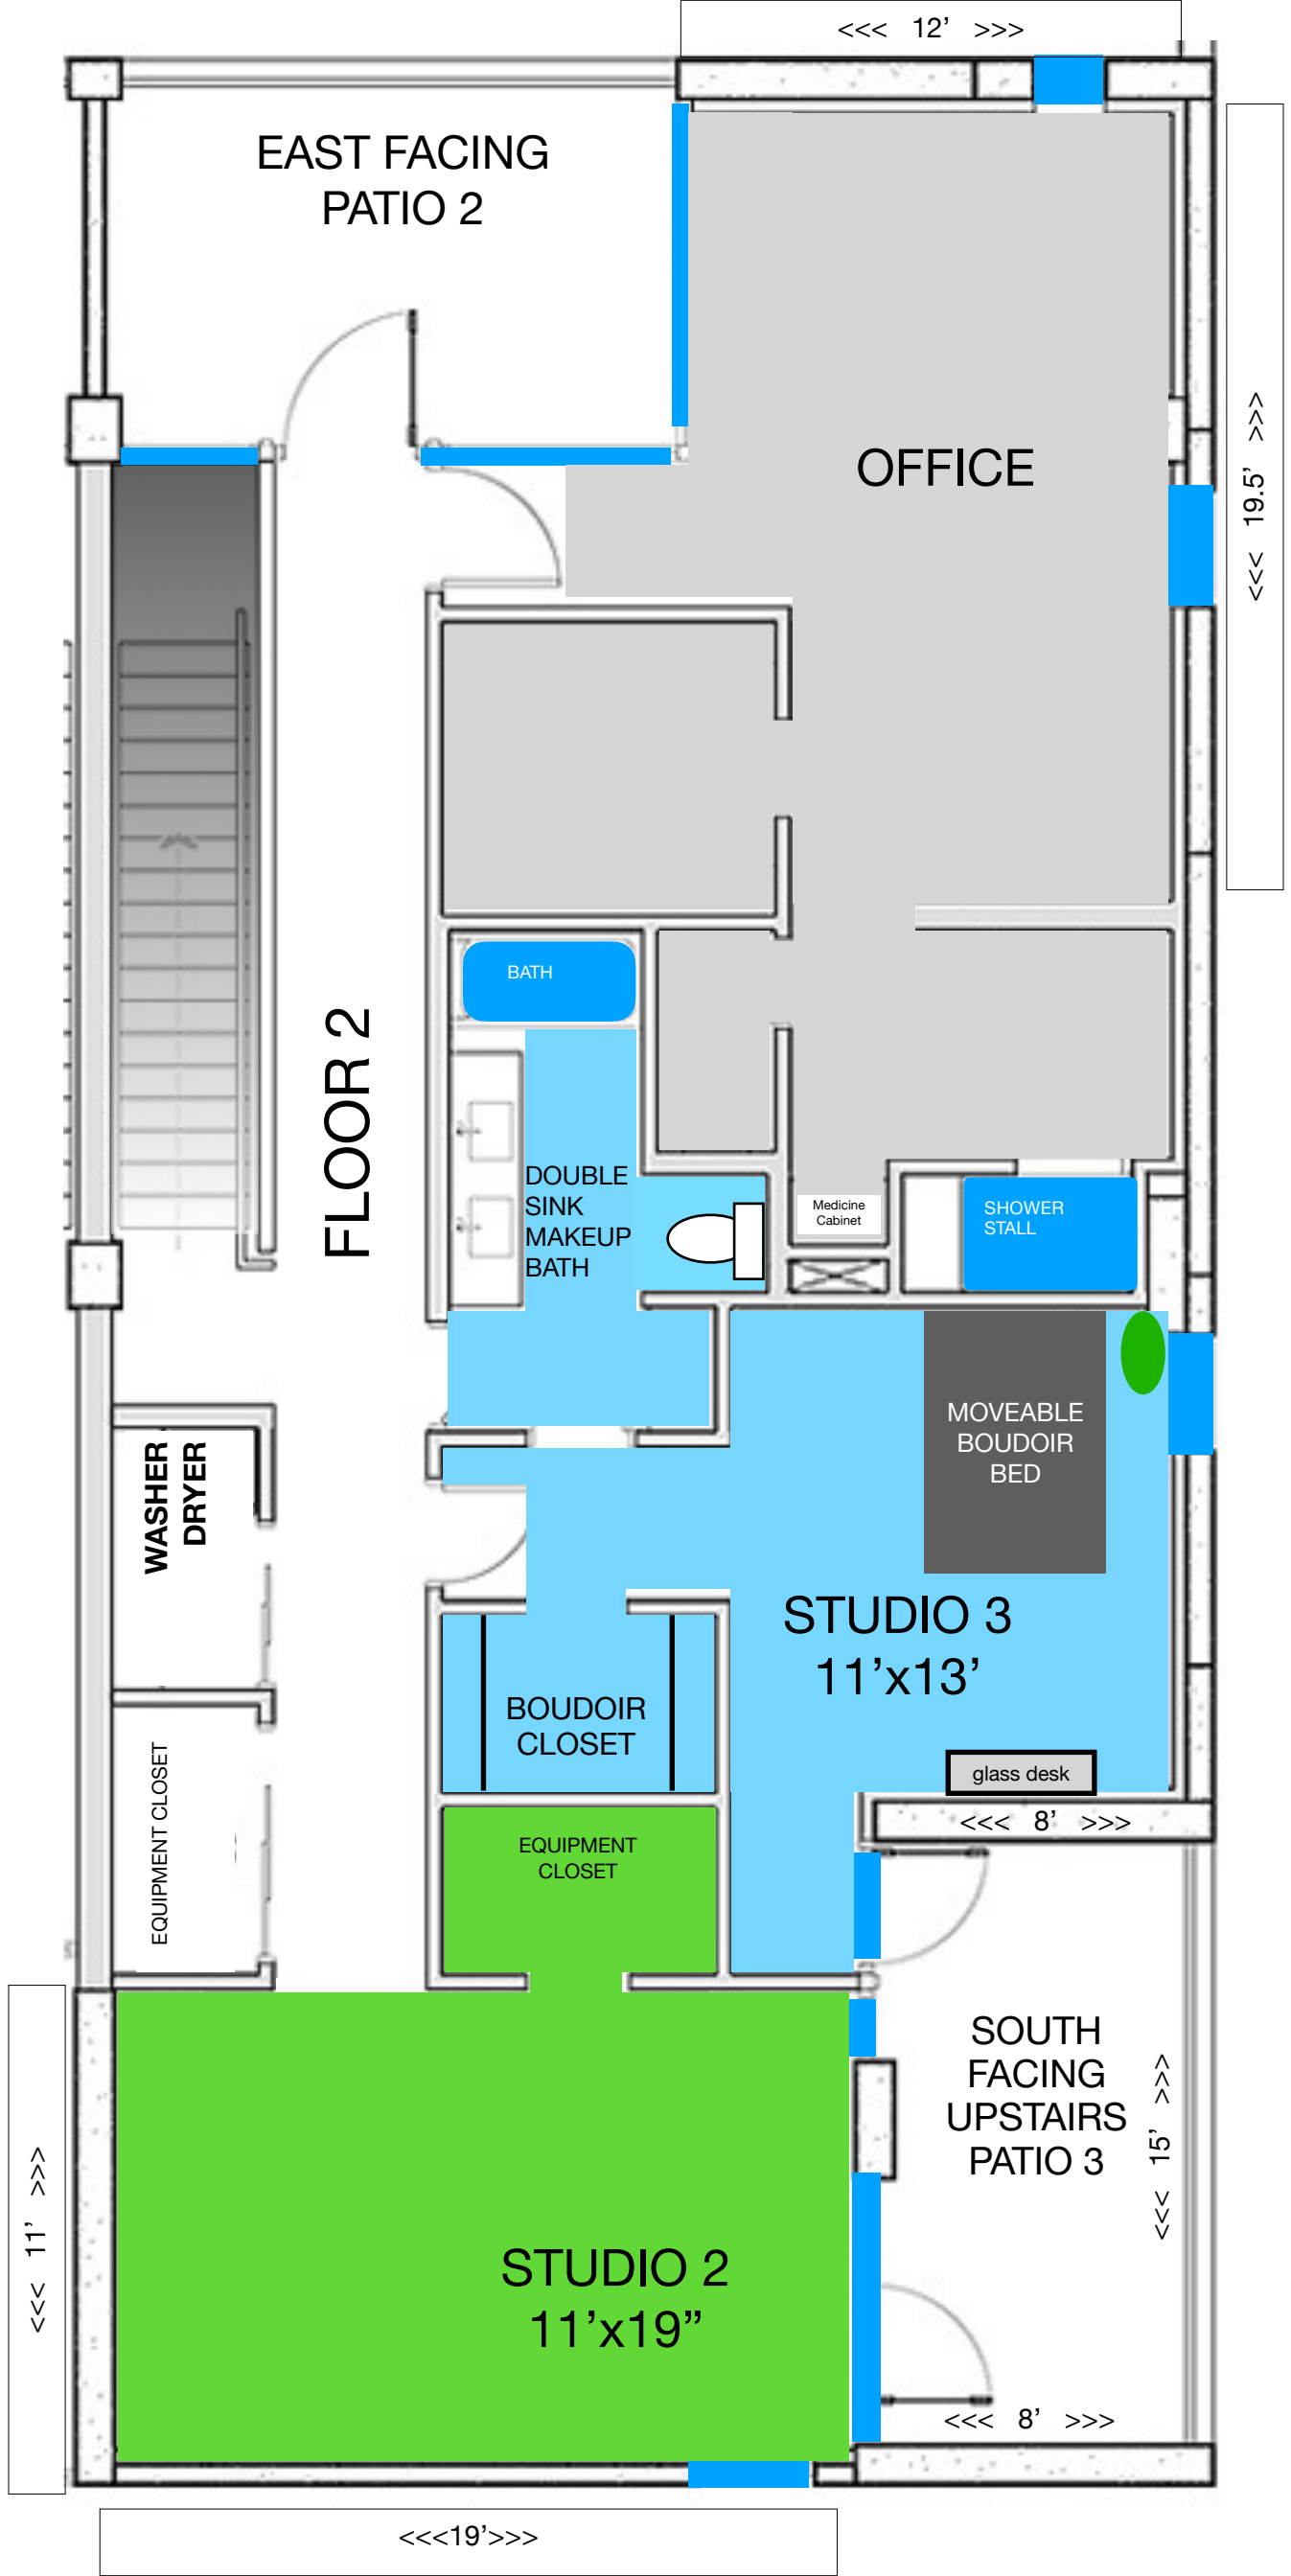 <<< 12’ >>>
EAST FACING
PATIO 2
OFFICE
<<< 19.5’ >>>
BATH
FLOOR 2
DOUBLE
SINK
MAKEUP
BATH
Medicine
Cabinet
SHOWER
STALL
MOVEABLE
BOUDOIR
BED
WASHER
DRYER
STUDIO 3
11’x13’
BOUDOIR
CLOSET
EQUIPMENT CLOSET
glass desk
<<< 8’ >>>
EQUIPMENT
CLOSET
SOUTH
FACING
UPSTAIRS
PATIO 3
<<< 15’ >>>
<<< 11’ >>>
STUDIO 2
11’x19”
<<< 8’ >>>
<<<19’>>>